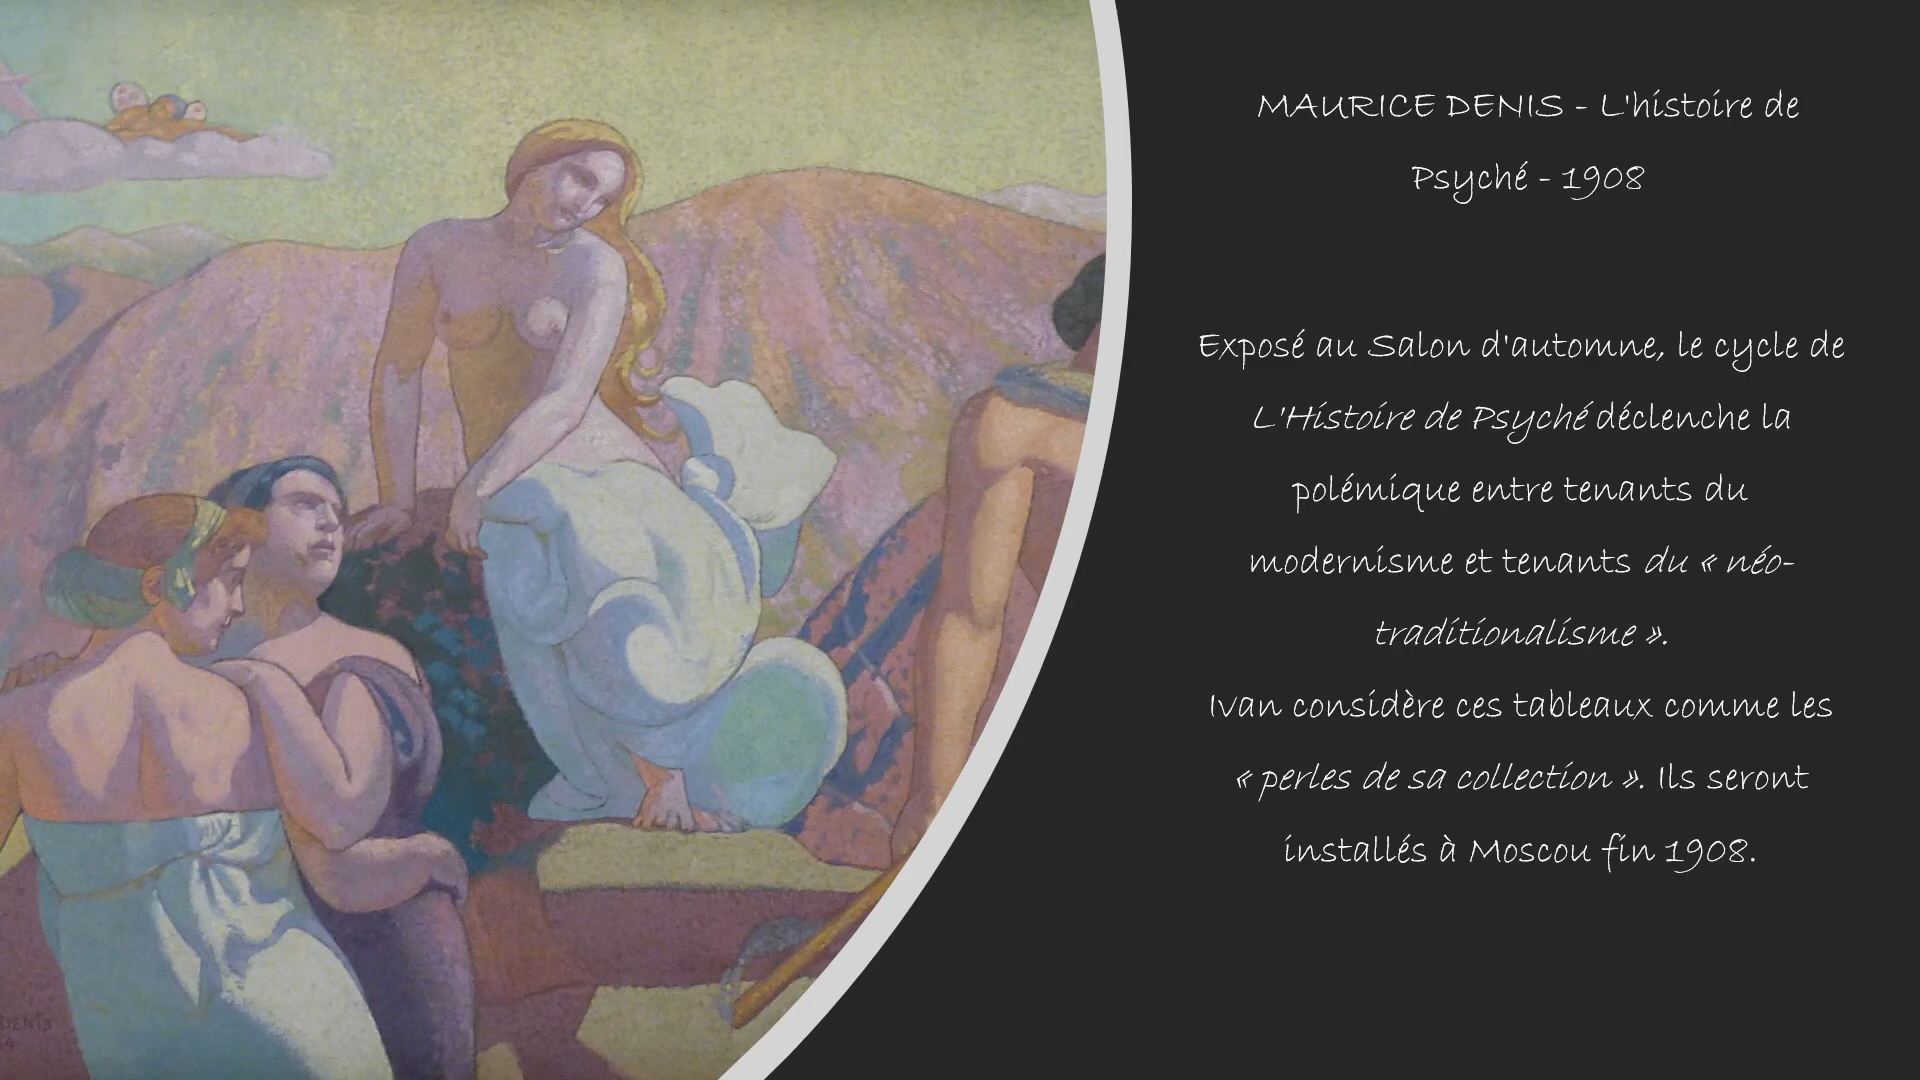 MAURICE DENIS - L'histoire de
Psyché - 1908
Exposé au Salon d'automne, le cycle de
L'Histoire de Psyché déclenche la
polémique entre tenants du
modernisme et tenants du « néo-
traditionalisme ».
Ivan considère ces tableaux comme les
« perles de sa collection ». Ils seront
installés à Moscou fin 1908.
DENIS